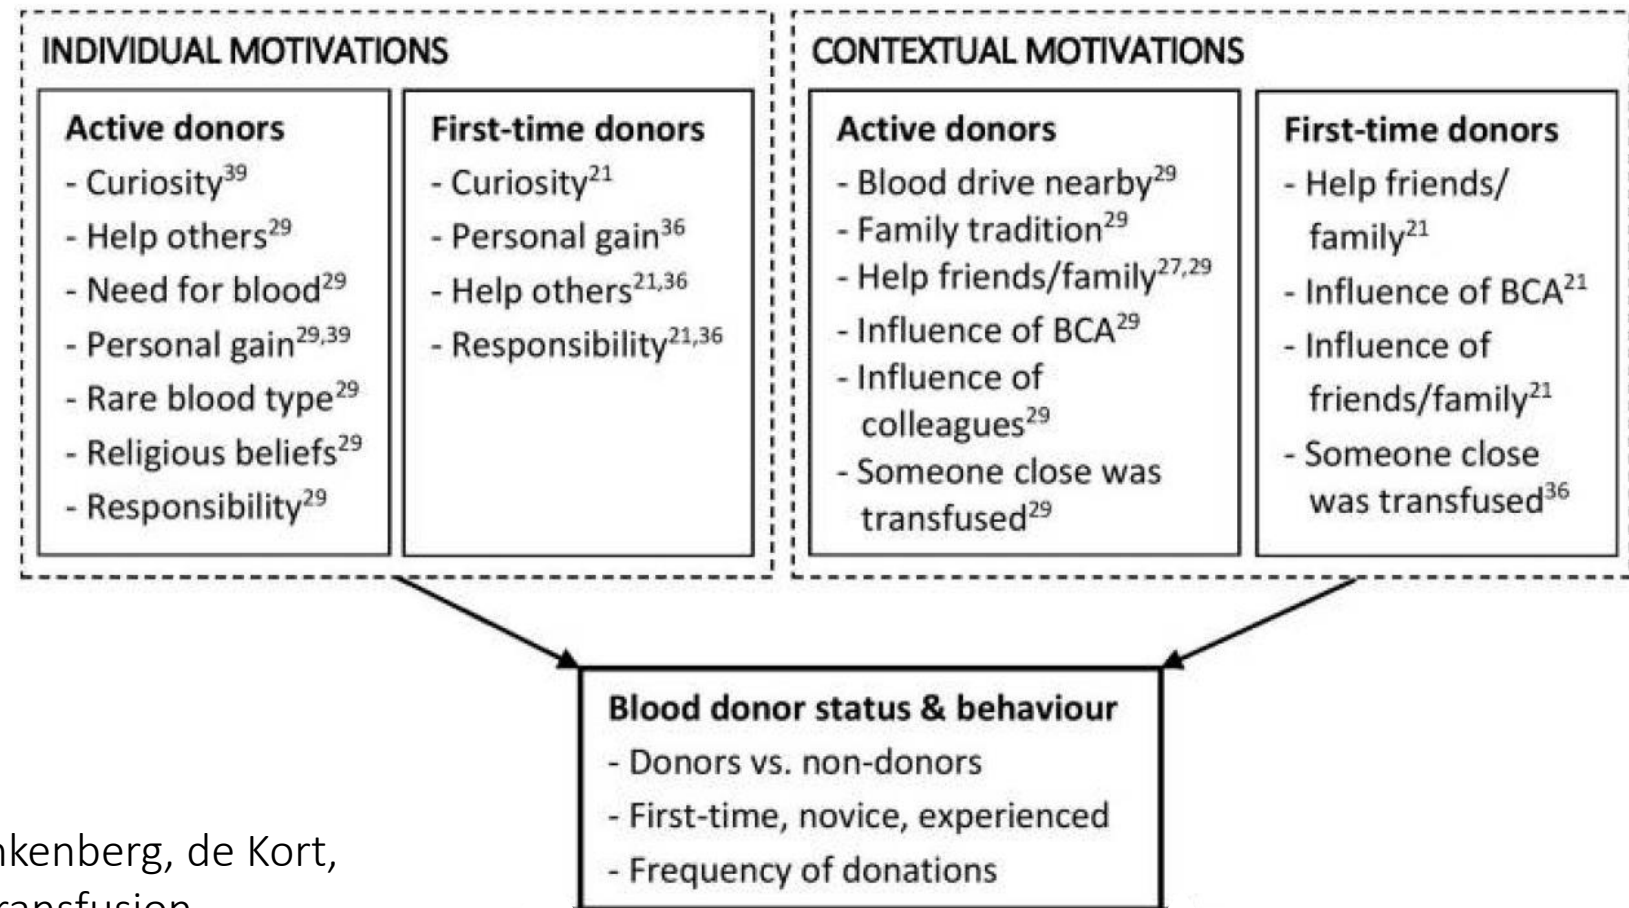 INDIVIDUAL MOTIVATIONS
Active donors
- Curiosity39
- Help others29
- Need for blood29
- Personal gain29,39
- Rare blood type29
- Religious beliefs29
- Responsibility29
First-time donors
- Curiosity21
- Personal gain36
- Help others21,36
- Responsibility21,36
CONTEXTUAL MOTIVATIONS
Active donors
- Blood drive nearby29
- Family tradition29
- Help friends/family27,29
- Influence of BCA29
- Influence of
colleagues29
- Someone close was
transfused29
First-time donors
- Help friends/
family21
- Influence of BCA21
- Influence of
friends/family21
- Someone close
was transfused36
Blood donor status & behaviour
- Donors vs. non-donors
- First-time, novice, experienced
- Frequency of donations
de Kort,